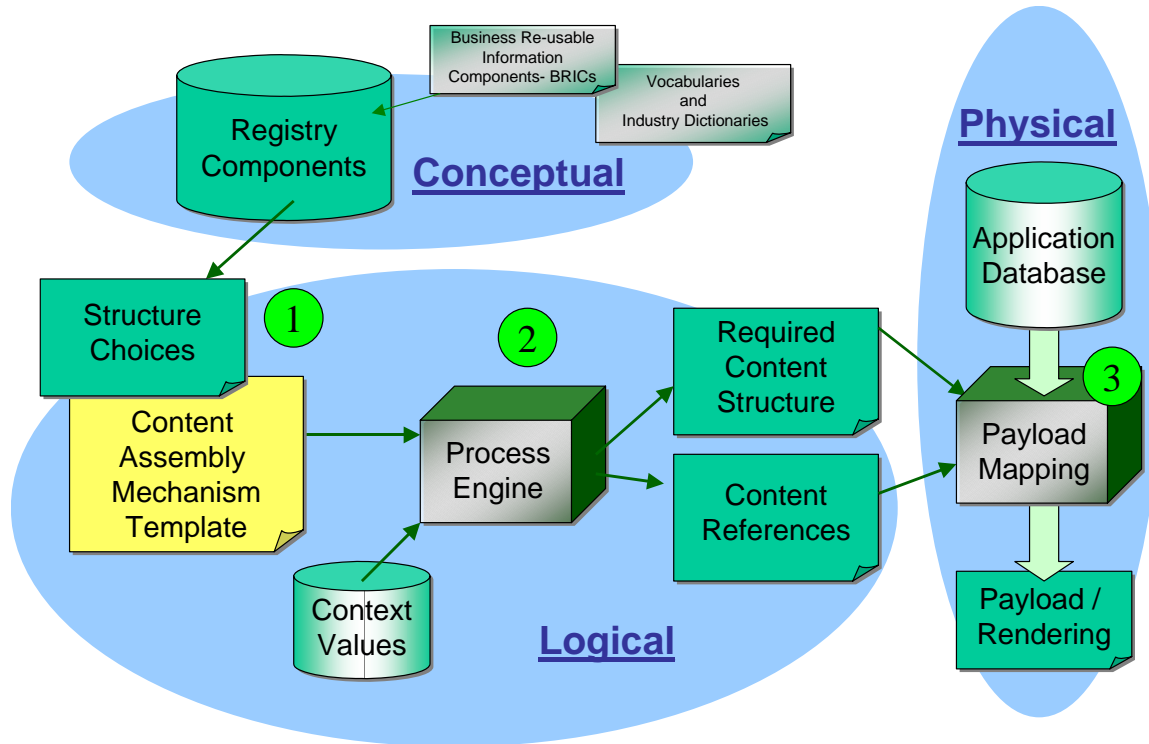 Business Re-usable
Information
Components- BRICs
Vocabularies
and
Industry Dictionaries
Registry
Components
Conceptual
Physical
Application
Database
Structure
Choices
1
2
Required
Content
Structure
3
Content
Assembly
Mechanism
Template
Process
Engine
Payload
Mapping
Content
References
Context
Values
Logical
Payload /
Rendering